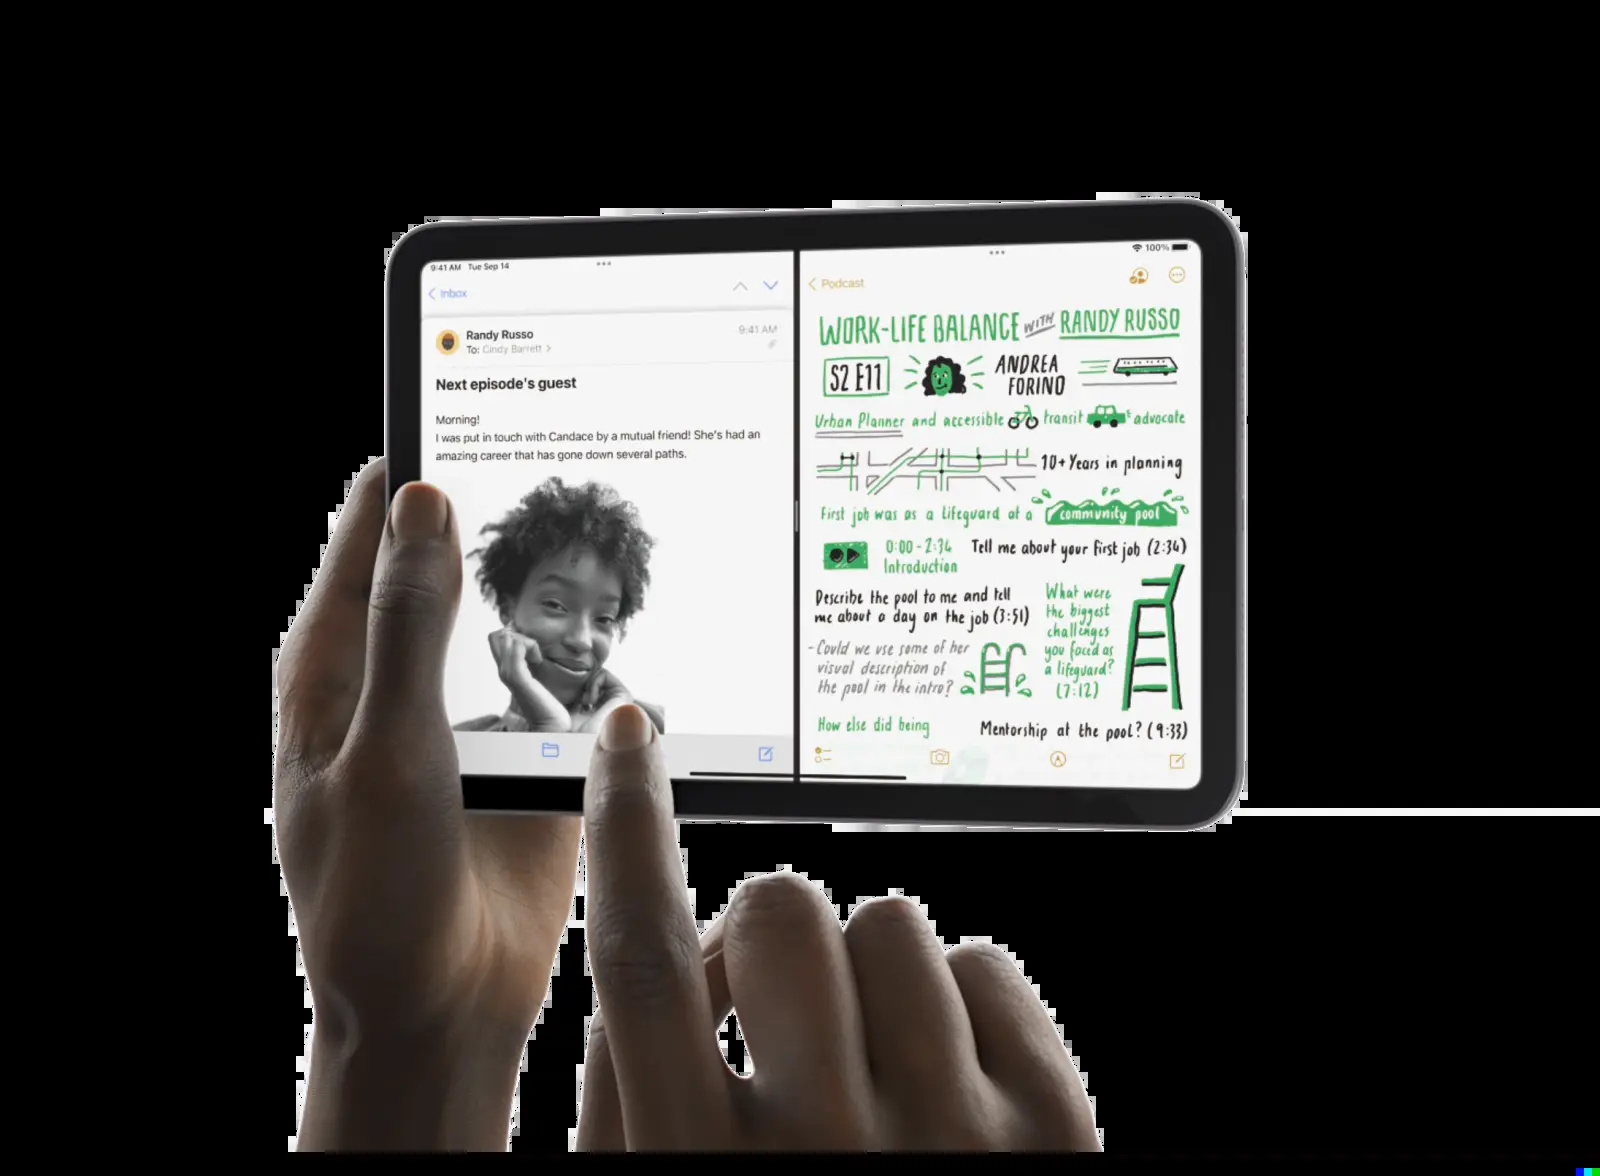 9:41 AM Tue Sep 14
Inbox
Randy Russo
9:41 AM
To: Cindy Barrett
Next episode's guest
Morning!
I was put in touch with Candace by a mutual friend! She's had an
amazing career that has gone down several paths.
100%
Podcast
WORK-LIFE BALANCE WITH RANDY RUSSO
S2 E11
ANDREA
FORINO
Urban Planner and accessible transit advocate
10+ Years in planning
First job was as a lifeguard at a community pool
0:00 - 2:34
Introduction
Tell me about your first job (2:34)
Describe the pool to me and tell
me about a day on the job (3:51)
- Could we use some of her
visual description of
the pool in the intro?
What were
the biggest
challenges
you faced as
a lifeguard?
(7:12)
How else did being
Mentorship at the pool? (9:33)